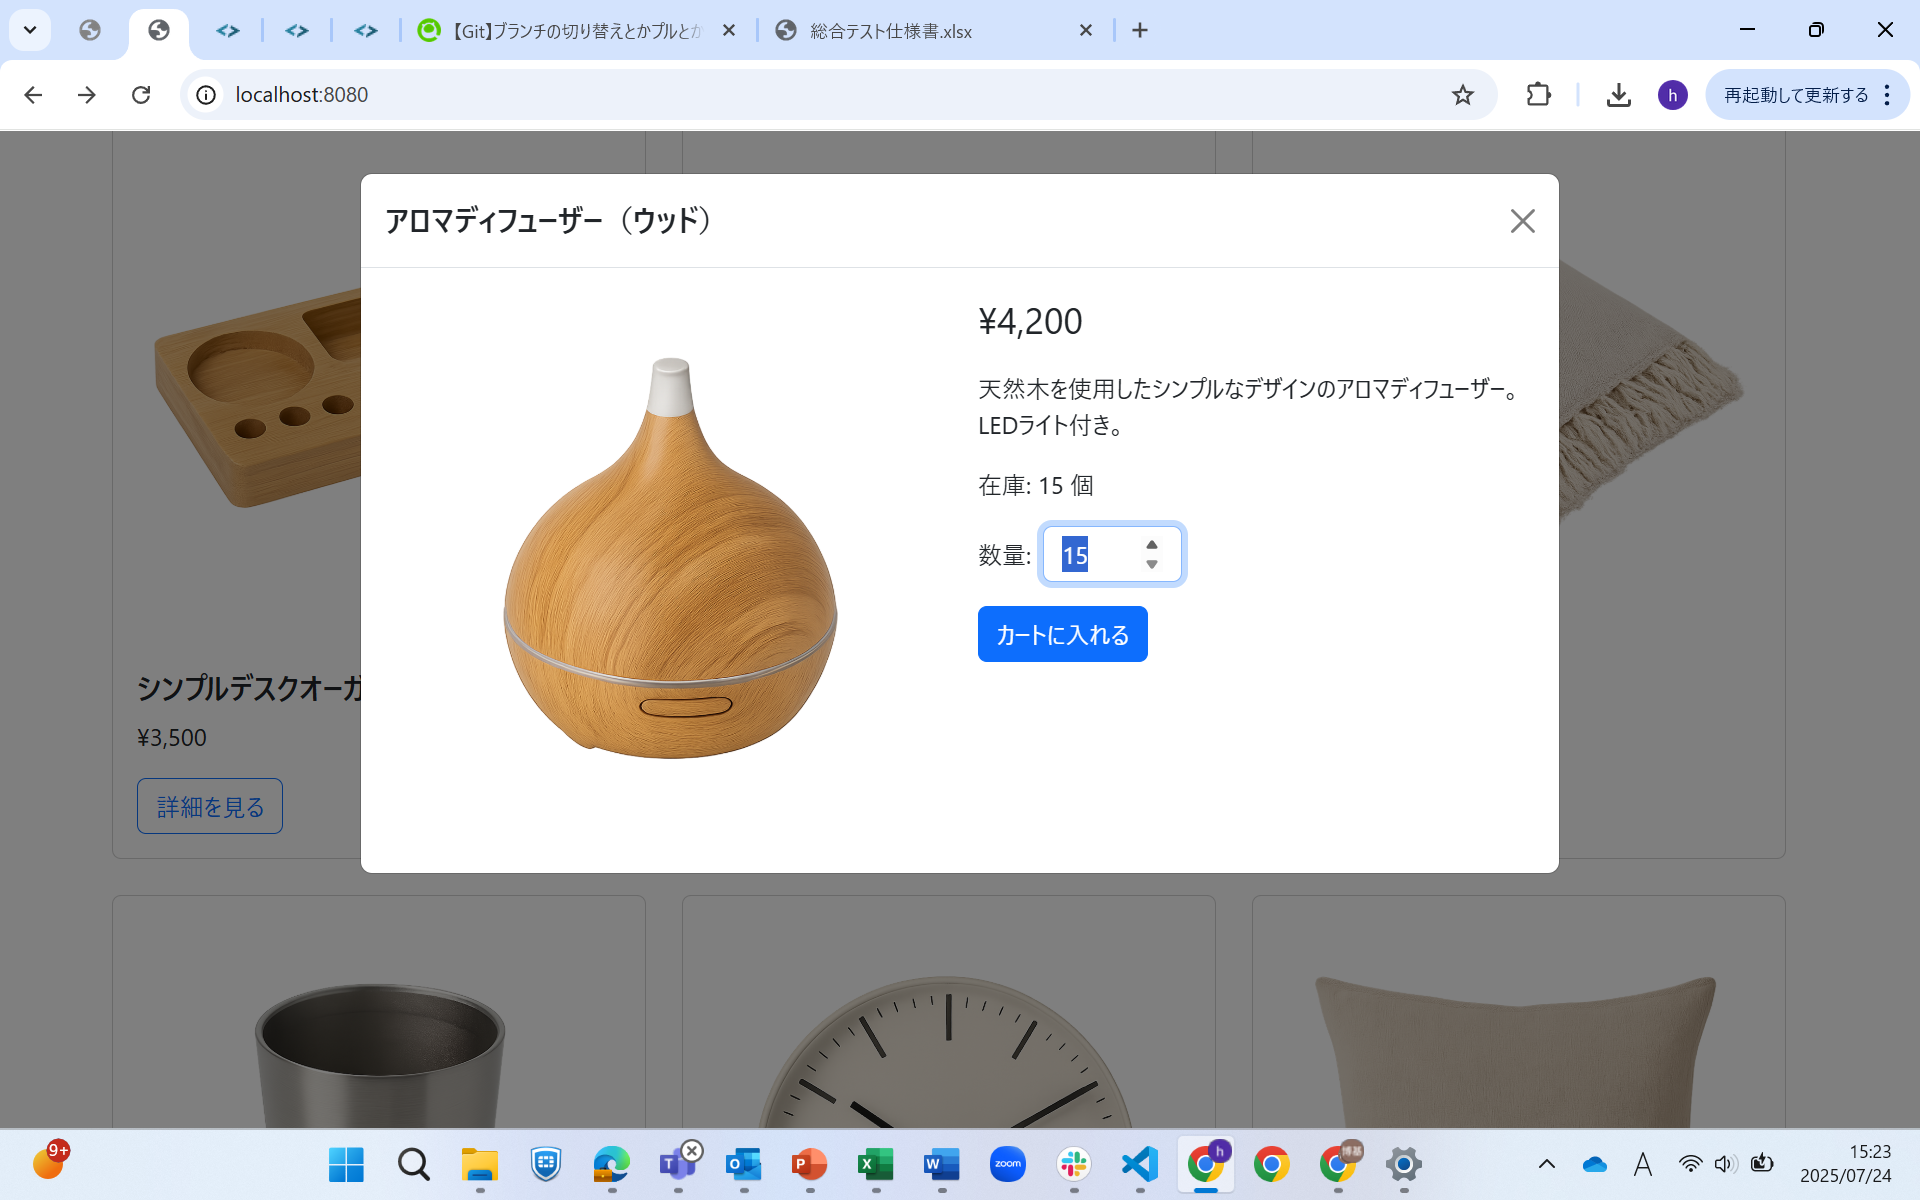 【Git】ブランチの切り替えとかプルとか
総合テスト仕様書.xlsx
localhost:8080
h
再起動して更新する
アロマディフューザー（ウッド）
¥4,200
天然木を使用したシンプルなデザインのアロマディフューザー。
LEDライト付き。
在庫: 15 個
数量: 15
カートに入れる
シンプルデスクオーガ
¥3,500
詳細を見る
9+
zoom
h
A
15:23
2025/07/24